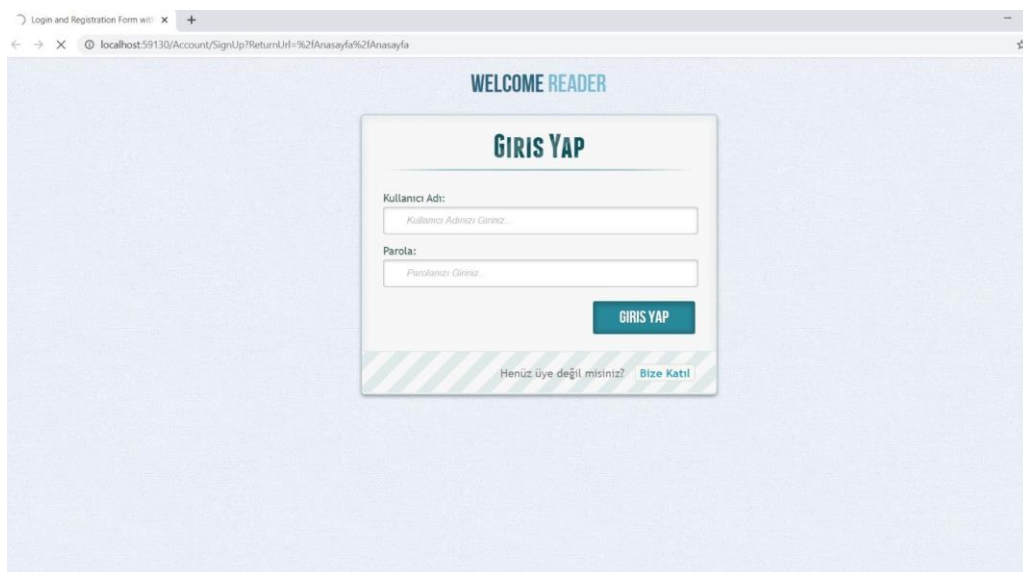 Login and Registration Form with
localhost:59130/Account/SignUp?ReturnUrl=%2fAnasayfa%2fAnasayfa
WELCOME READER
GIRIS YAP
Kullanıcı Adı:
Kullanıcı Adınızı Giriniz...
Parola:
Parolanızı Giriniz...
GIRIS YAP
Henüz üye değil misiniz? Bize Katıl